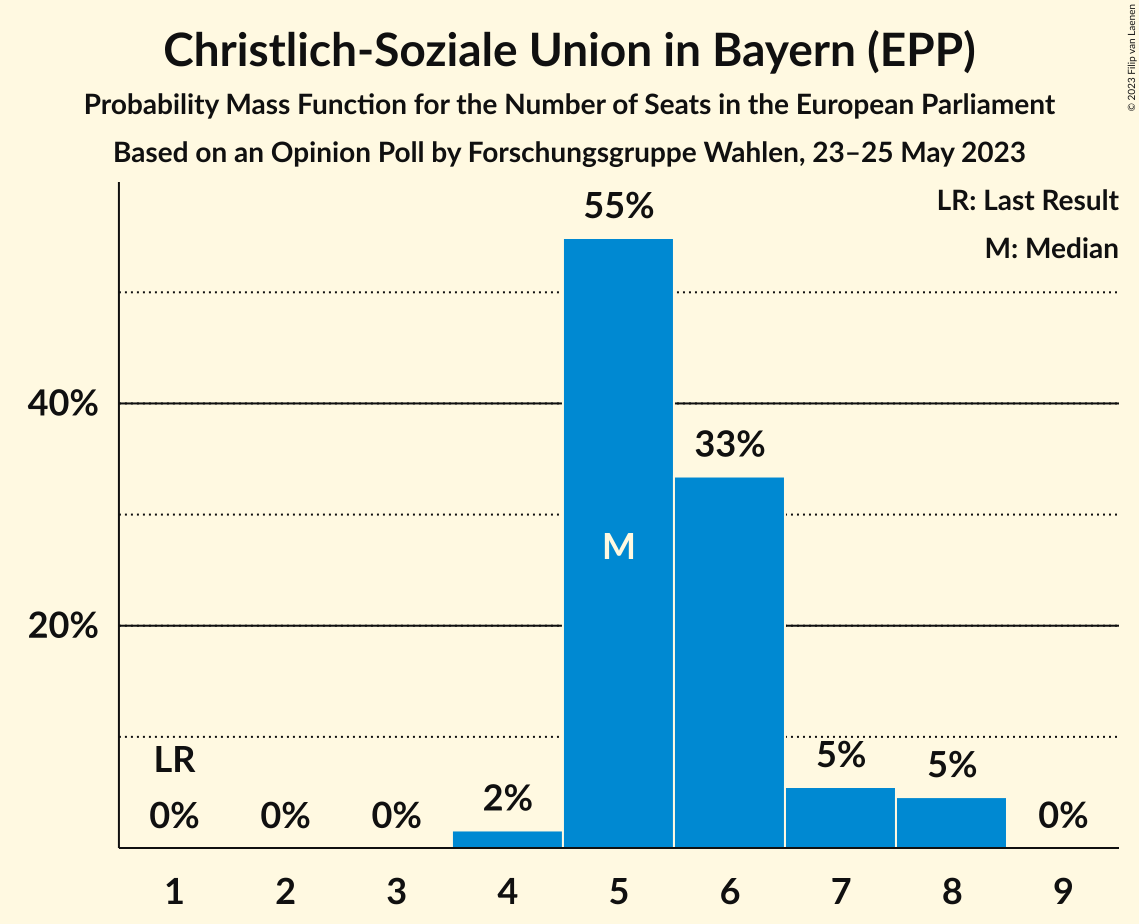 Christlich-Soziale Union in Bayern (EPP)
Probability Mass Function for the Number of Seats in the European Parliament
Based on an Opinion Poll by Forschungsgruppe Wahlen, 23–25 May 2023
© 2023 Filip van Laenen
LR: Last Result
M: Median
55%
40%
33%
M
20%
LR
5%
5%
2%
0%
0%
0%
0%
1 2 3 4 5 6 7 8 9